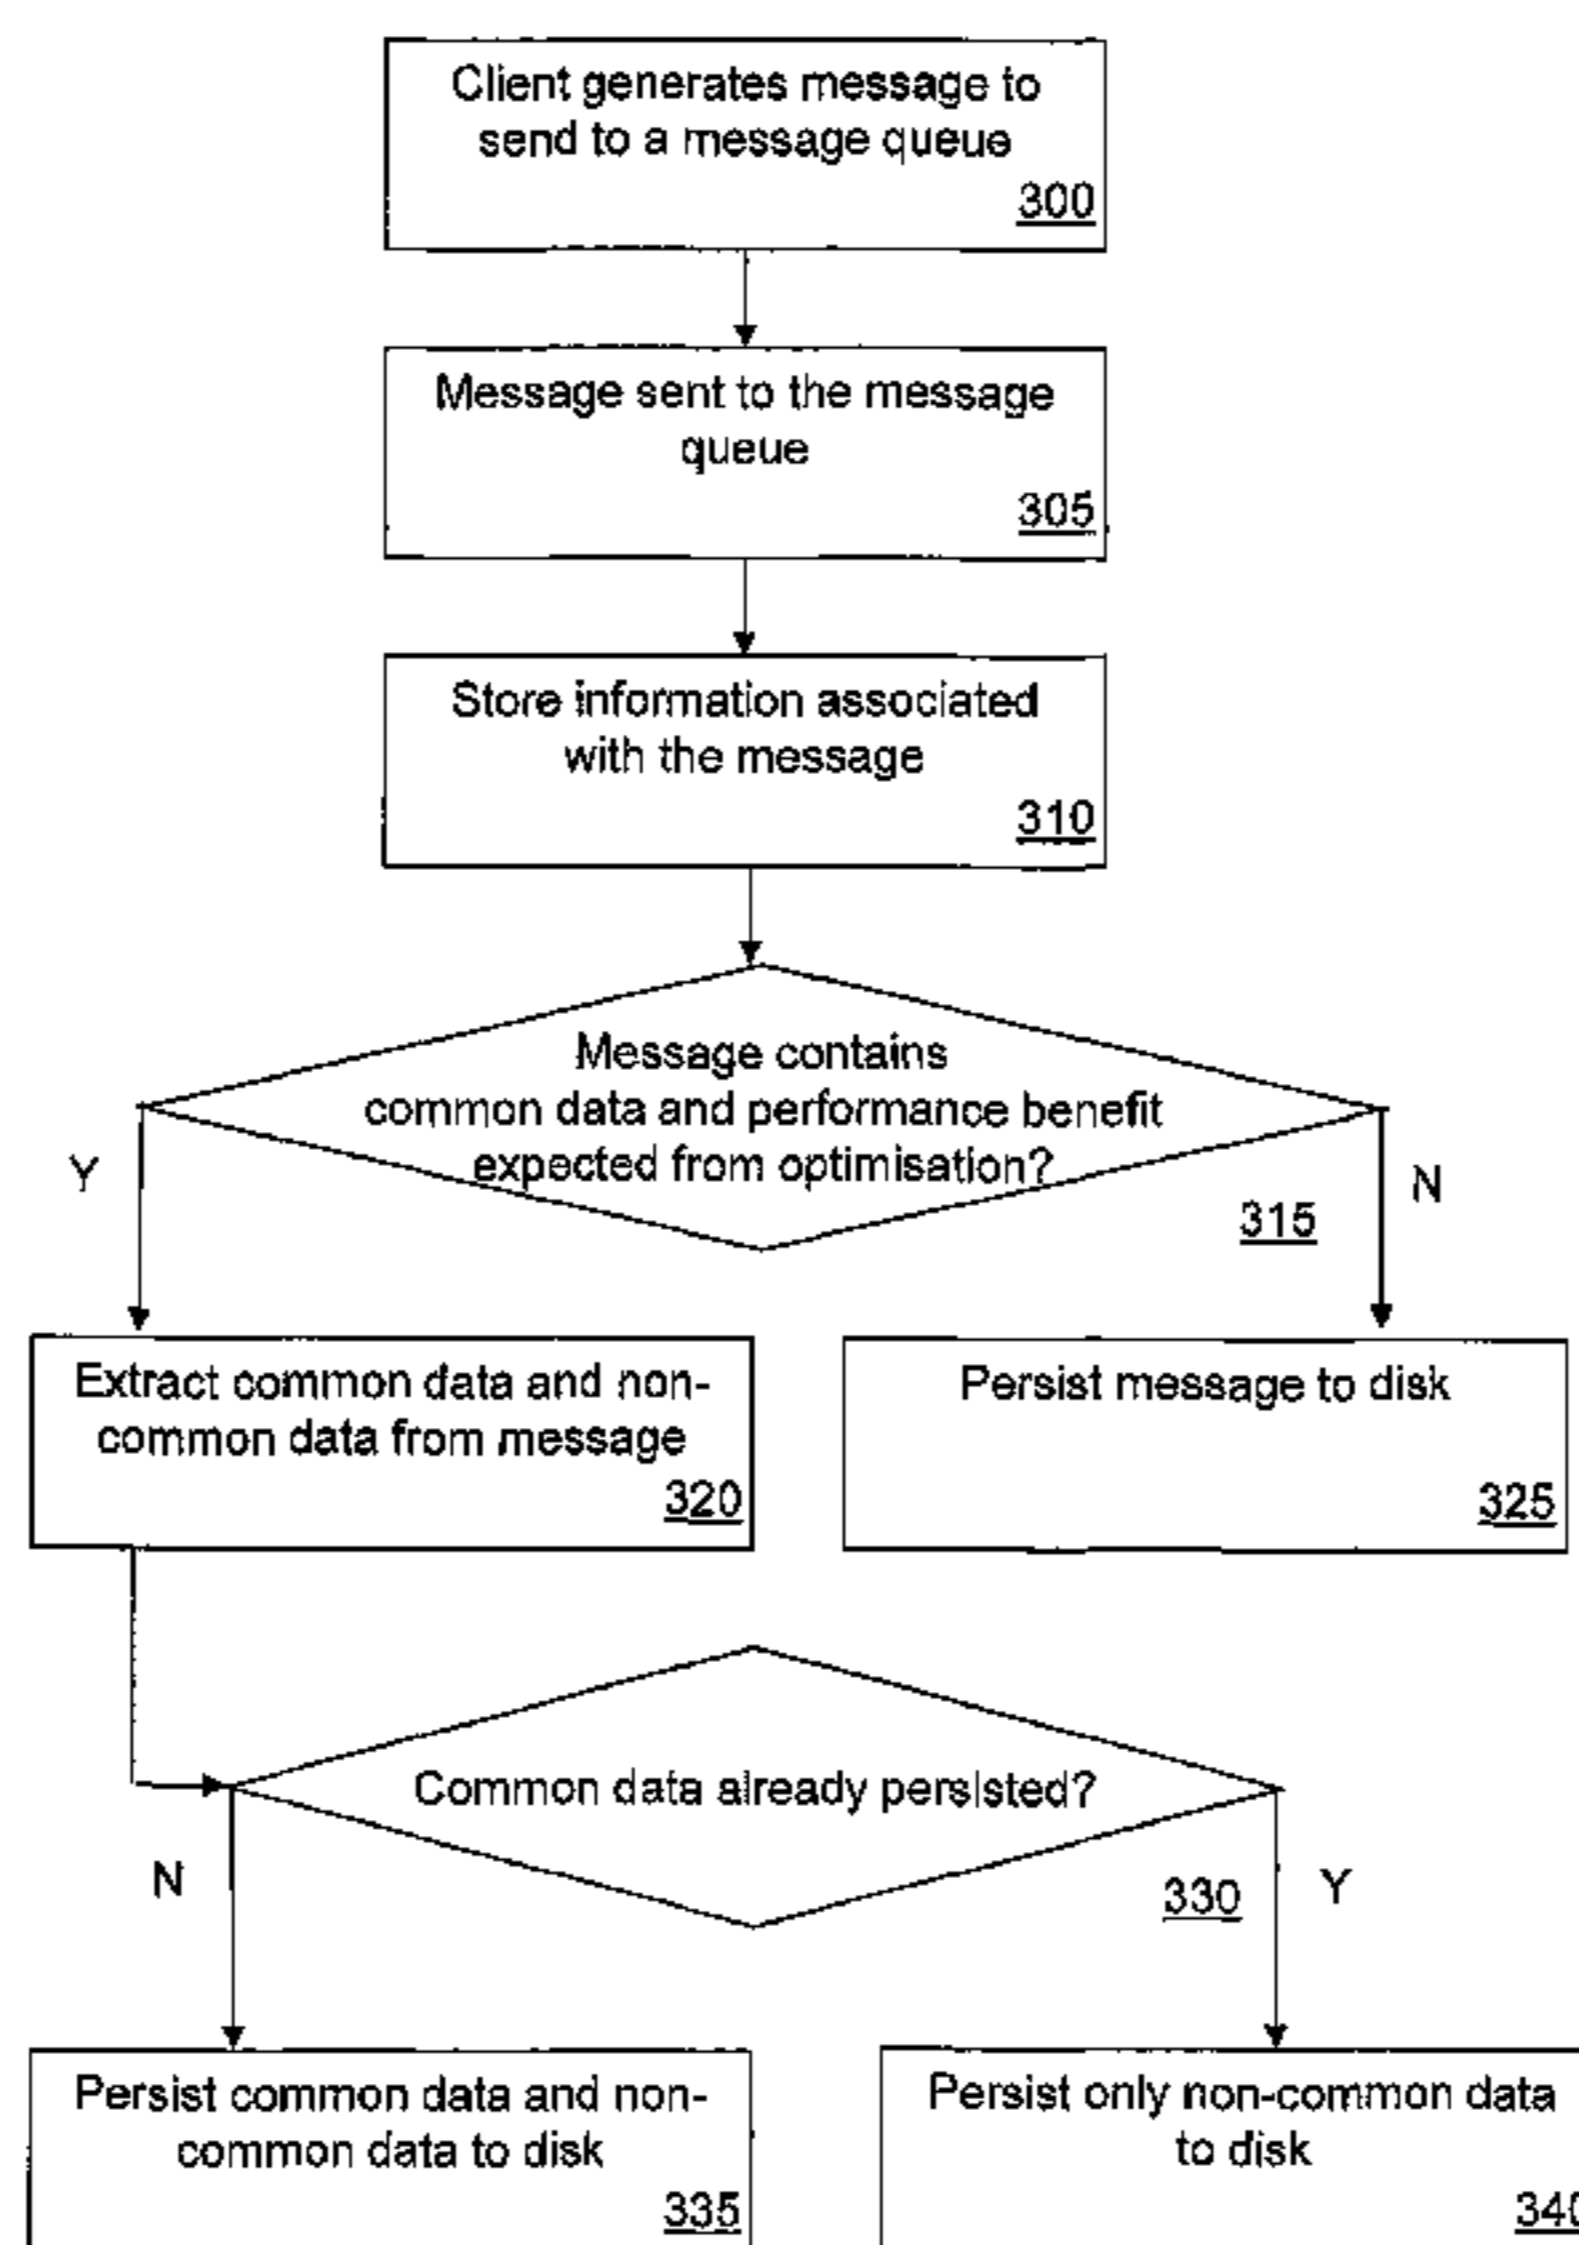 Client generates message to
send to a message queue
300
Message sent to the message
queue
305
Store information associated
with the message
310
Message contains
common data and performance benefit
expected from optimisation?
Y
N
315
Extract common data and non-
common data from message
320
Persist message to disk
325
Common data already persisted?
N
330
Y
Persist common data and non-
common data to disk
335
Persist only non-common data
to disk
340